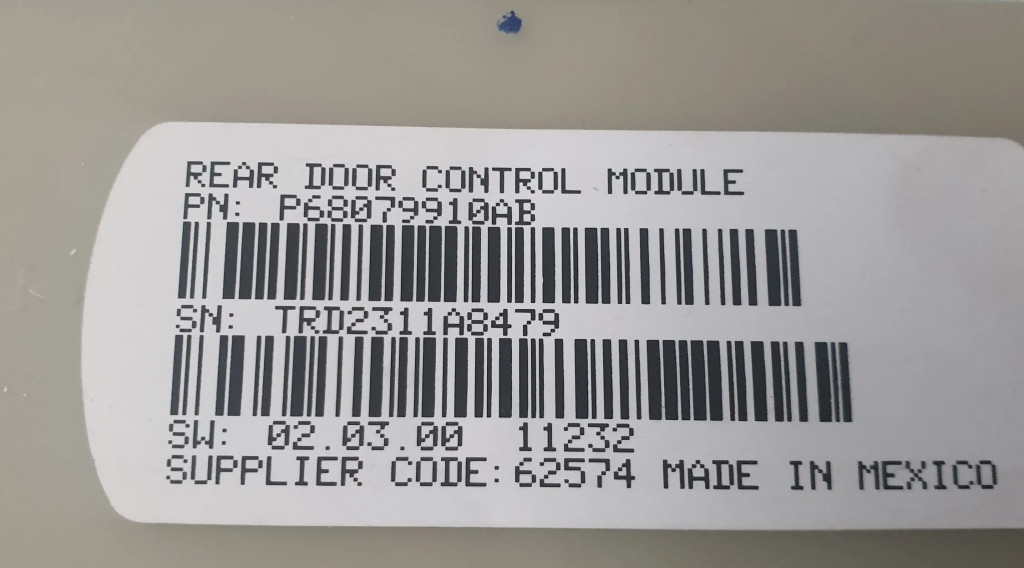 REAR DOOR CONTROL MODULE
PN: P68079910AB
SN: TRD2311A8479
SW: 02.03.00 11232
SUPPLIER CODE: 62574 MADE IN MEXICO